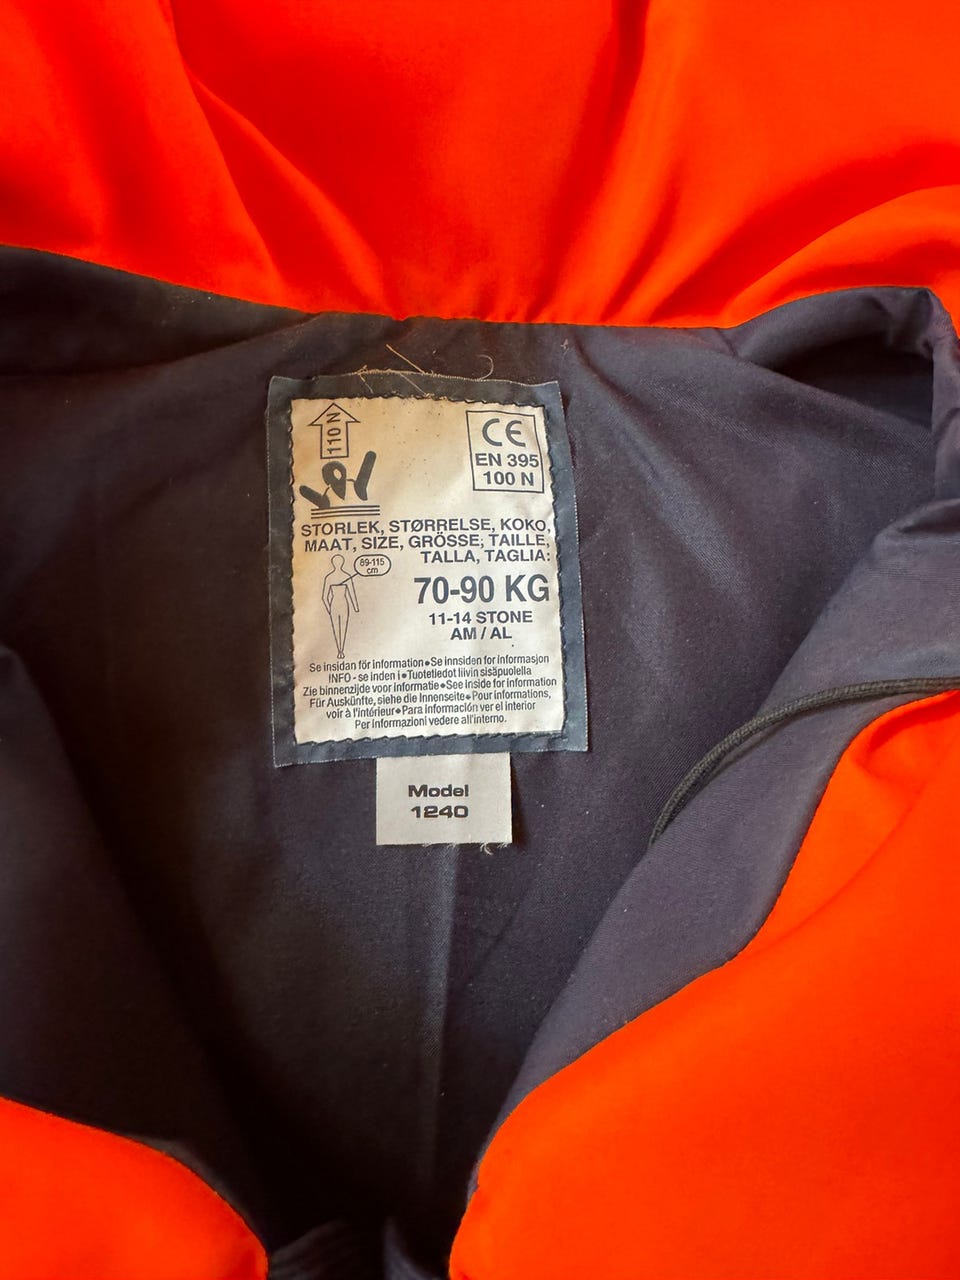 110 N
CE
EN 395
100 N
STORLEK, STØRRELSE, KOKO,
MAAT, SIZE, GRÖSSE; TAILLE,
TALLA, TAGLIA:
89-115
cm
70-90 KG
11-14 STONE
AM / AL
Se insidan för information • Se innsiden for informasjon
INFO - se inden i • Tuotetiedot liivin sisäpuolella
Zie binnenzijde voor informatie • See inside for information
Für Auskünfte, siehe die Innenseite • Pour informations,
voir à l'intérieur • Para información ver el interior
Per informazioni vedere all'interno.
Model
1240